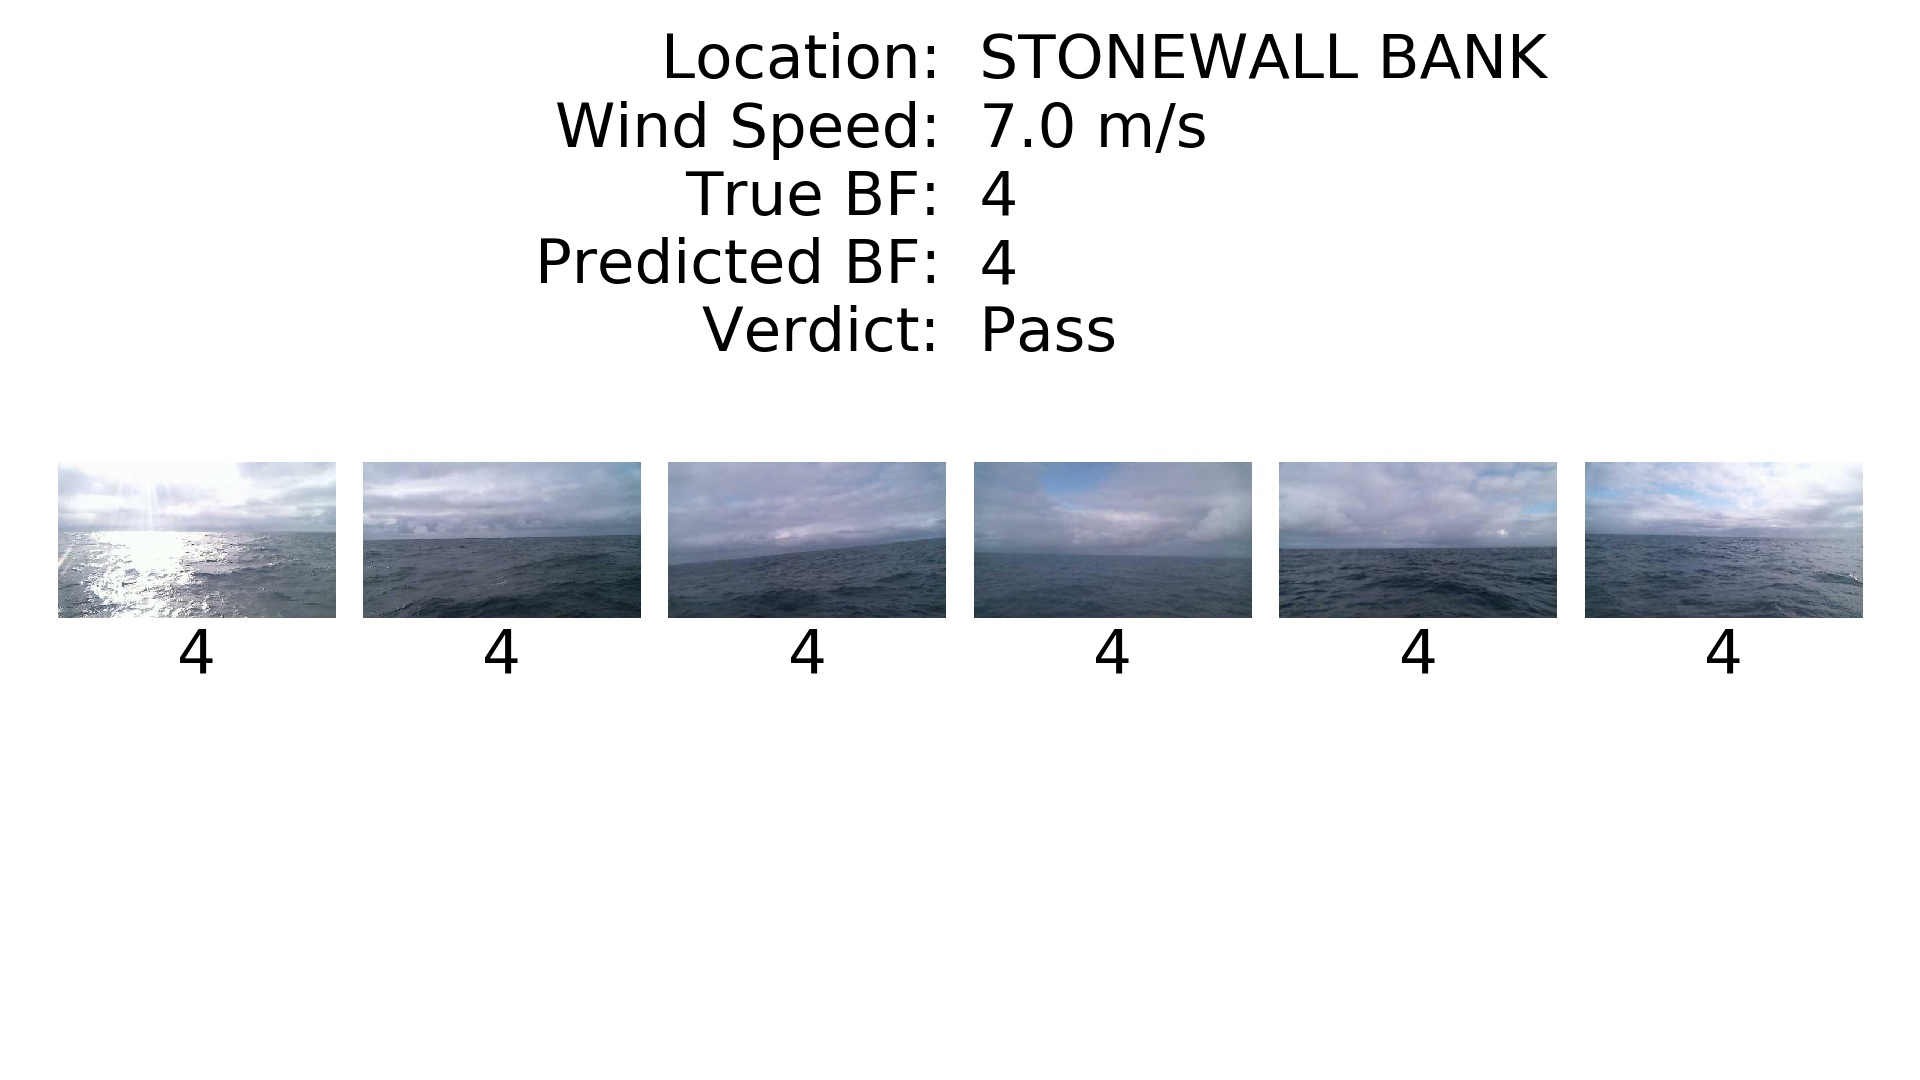 Location: STONEWALL BANK
Wind Speed: 7.0 m/s
True BF: 4
Predicted BF: 4
Verdict: Pass
4 4 4 4 4 4